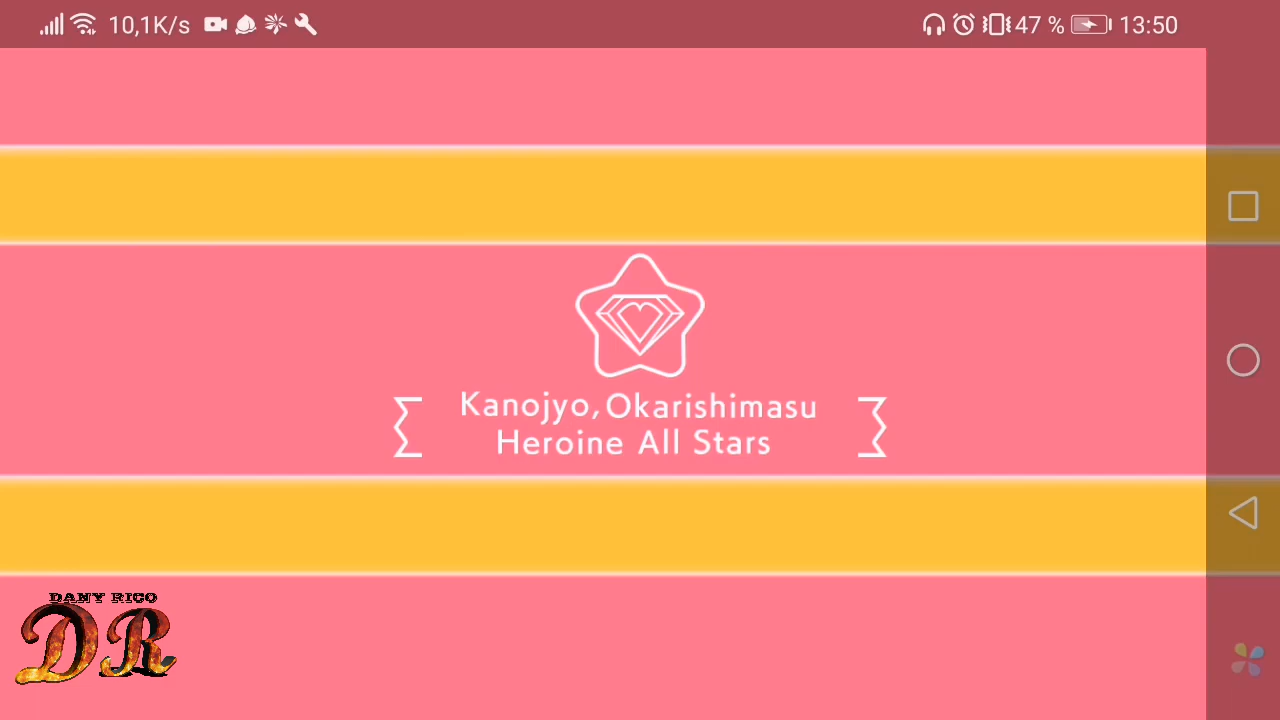 10,1K/s
47 % 13:50
Kanojyo, Okarishimasu
Heroine All Stars
DANY RICO
DR